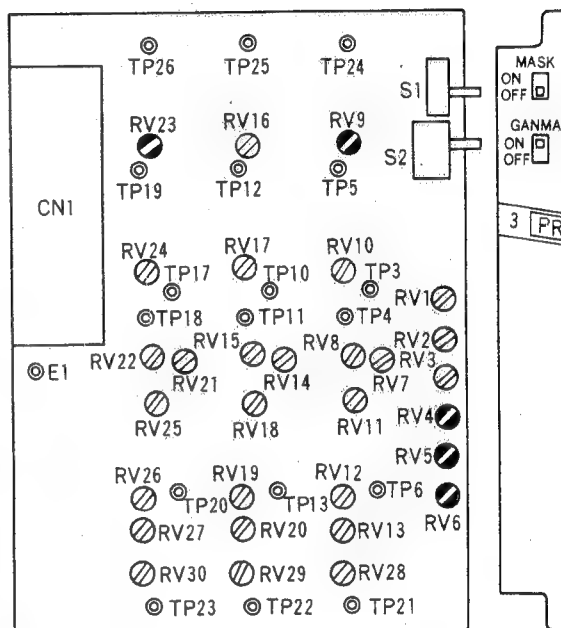 TP26 TP25 TP24
MASK
S1 ON
OFF
RV23 RV16 RV9
GANMA
S2 ON
OFF
TP19 TP12 TP5
CN1
3 PR
RV24 RV17 RV10
TP17 TP10 TP3
RV1
TP18 TP11 TP4
RV2
RV22 RV15 RV8 RV3
E1
RV21 RV14 RV7
RV25 RV18 RV11 RV4
RV5
RV26 RV19 RV12
TP20 TP13 TP6
RV6
RV27 RV20 RV13
RV30 RV29 RV28
TP23 TP22 TP21